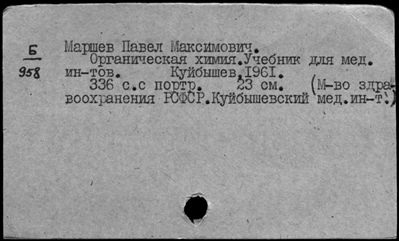 Б
958
Маршев Павел Максимович.
Органическая химия.Учебник для мед.
ин-тов. Куйбышев,1961.
336 с.с портр. 23 см. (М-во здра-
воохранения РСФСР.Куйбышевский мед.ин-т.)